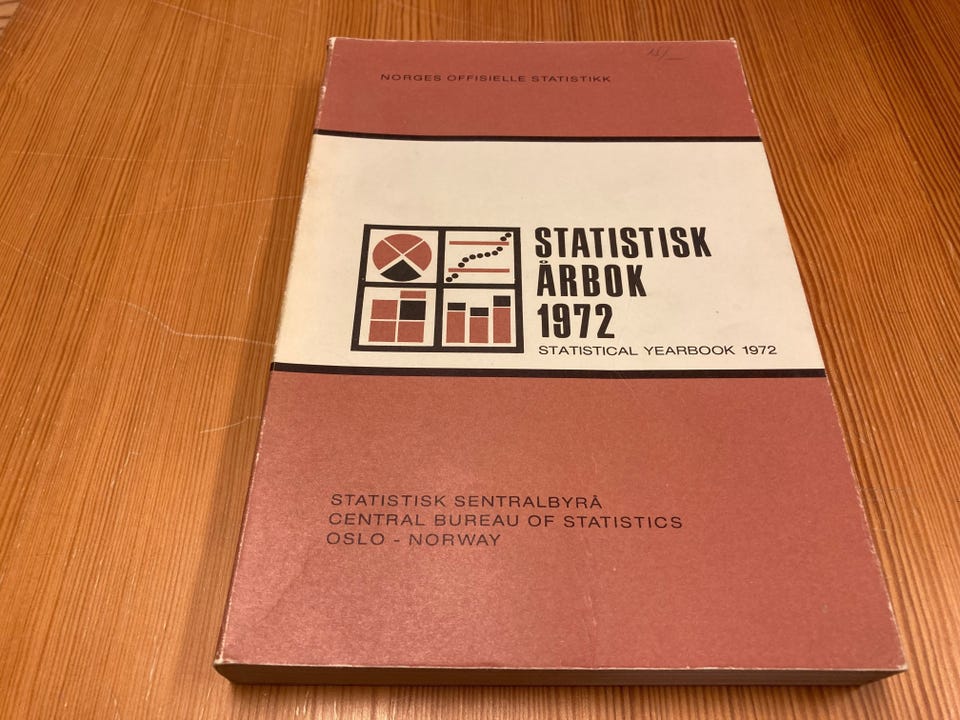 NORGES OFFISIELLE STATISTIKK
STATISTISK
ÅRBOK
1972
STATISTICAL YEARBOOK 1972
STATISTISK SENTRALBYRÅ
CENTRAL BUREAU OF STATISTICS
OSLO - NORWAY